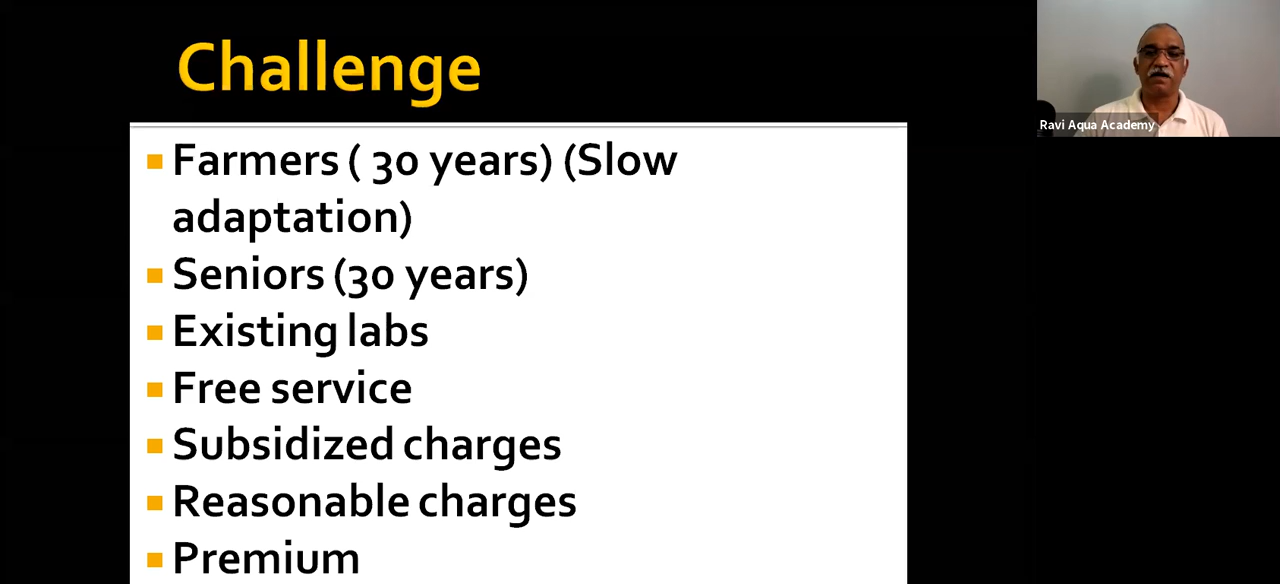 Challenge
Farmers ( 30 years) (Slow
adaptation)
Seniors (30 years)
Existing labs
Free service
Subsidized charges
Reasonable charges
Premium
Ravi Aqua Academy